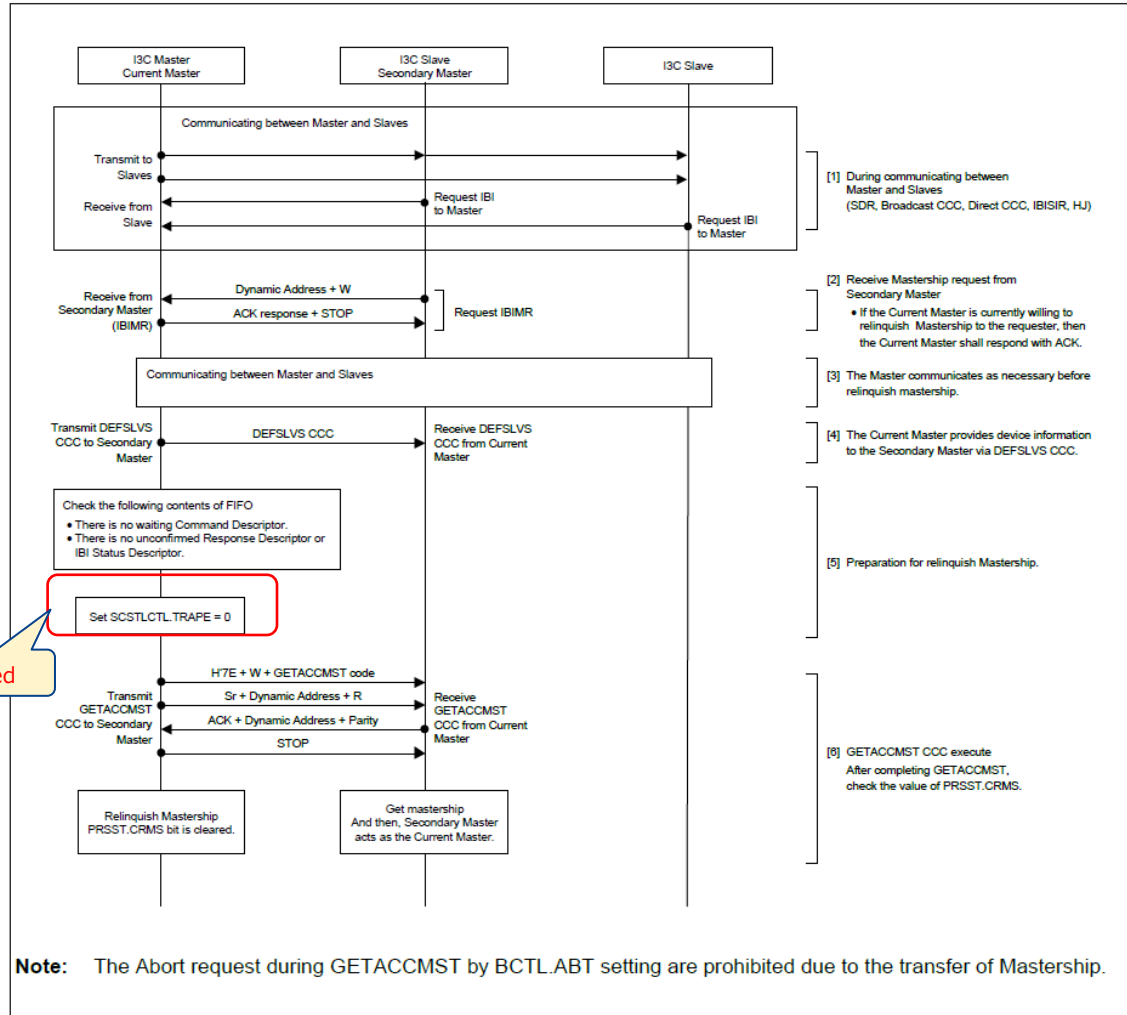 I3C Master
Current Master
I3C Slave
Secondary Master
I3C Slave
Communicating between Master and Slaves
Transmit to
Slaves
Receive from
Slave
Request IBI
to Master
Request IBI
to Master
[1] During communicating between
Master and Slaves
(SDR, Broadcast CCC, Direct CCC, IBISIR, HJ)
Receive from
Secondary Master
(IBIMR)
Dynamic Address + W
ACK response + STOP
Request IBIMR
[2] Receive Mastership request from
Secondary Master
• If the Current Master is currently willing to
relinquish Mastership to the requester, then
the Current Master shall respond with ACK.
Communicating between Master and Slaves
[3] The Master communicates as necessary before
relinquish mastership.
Transmit DEFSLVS
CCC to Secondary
Master
DEFSLVS CCC
Receive DEFSLVS
CCC from Current
Master
[4] The Current Master provides device information
to the Secondary Master via DEFSLVS CCC.
Check the following contents of FIFO
• There is no waiting Command Descriptor.
• There is no unconfirmed Response Descriptor or
IBI Status Descriptor.
[5] Preparation for relinquish Mastership.
Set SCSTLCTL.TRAPE = 0
Transmit
GETACCMST
CCC to Secondary
Master
H'7E + W + GETACCMST code
Sr + Dynamic Address + R
ACK + Dynamic Address + Parity
STOP
Receive
GETACCMST
CCC from Current
Master
[6] GETACCMST CCC execute
After completing GETACCMST,
check the value of PRSST.CRMS.
Relinquish Mastership
PRSST.CRMS bit is cleared.
Get mastership
And then, Secondary Master
acts as the Current Master.
Note: The Abort request during GETACCMST by BCTL.ABT setting are prohibited due to the transfer of Mastership.